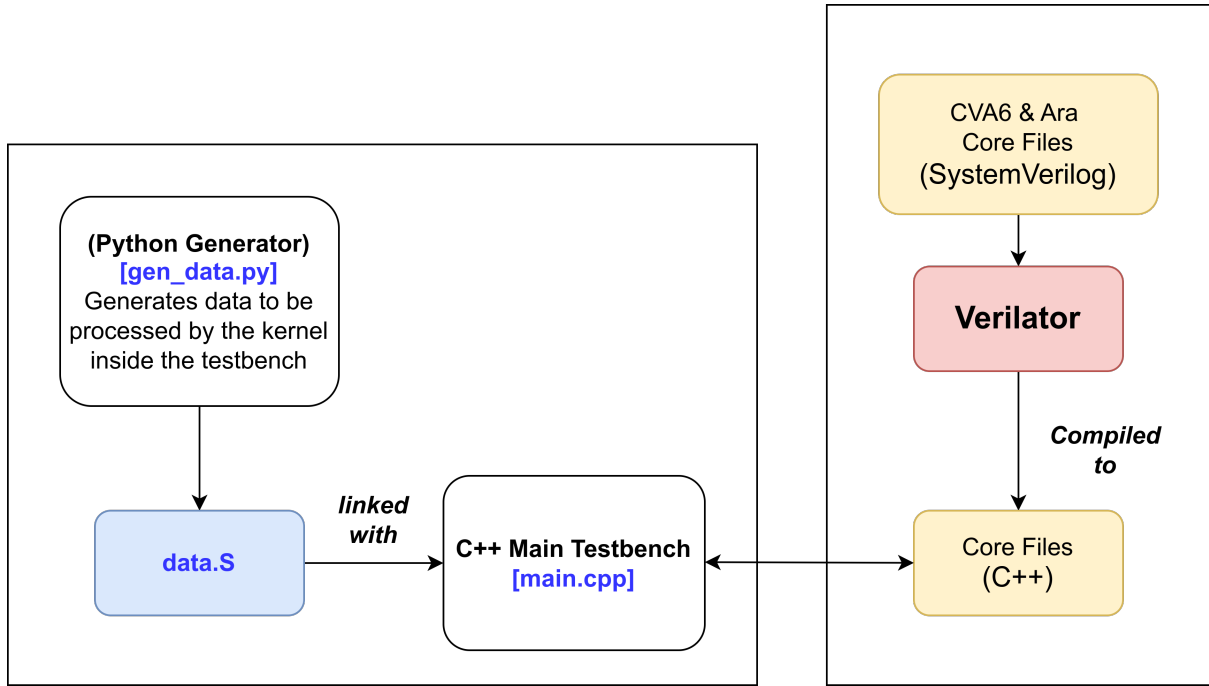 (Python Generator)
[gen_data.py]
Generates data to be
processed by the kernel
inside the testbench
data.S
linked
with
C++ Main Testbench
[main.cpp]
CVA6 & Ara
Core Files
(SystemVerilog)
Verilator
Compiled
to
Core Files
(C++)